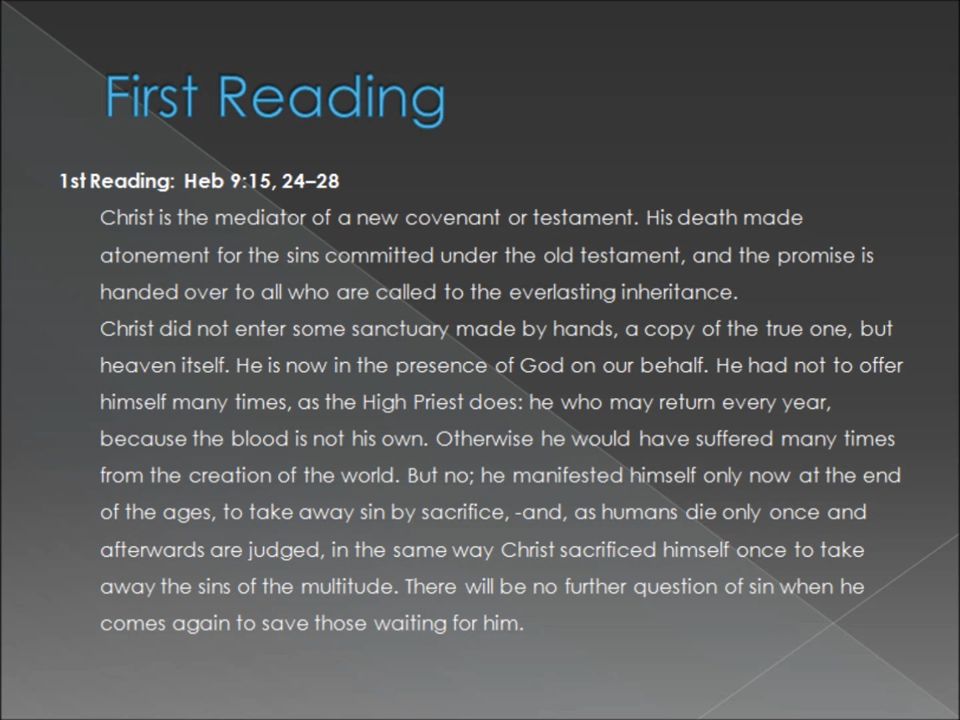 First Reading
1st Reading: Heb 9:15, 24–28
Christ is the mediator of a new covenant or testament. His death made
atonement for the sins committed under the old testament, and the promise is
handed over to all who are called to the everlasting inheritance.
Christ did not enter some sanctuary made by hands, a copy of the true one, but
heaven itself. He is now in the presence of God on our behalf. He had not to offer
himself many times, as the High Priest does: he who may return every year,
because the blood is not his own. Otherwise he would have suffered many times
from the creation of the world. But no; he manifested himself only now at the end
of the ages, to take away sin by sacrifice, -and, as humans die only once and
afterwards are judged, in the same way Christ sacrificed himself once to take
away the sins of the multitude. There will be no further question of sin when he
comes again to save those waiting for him.